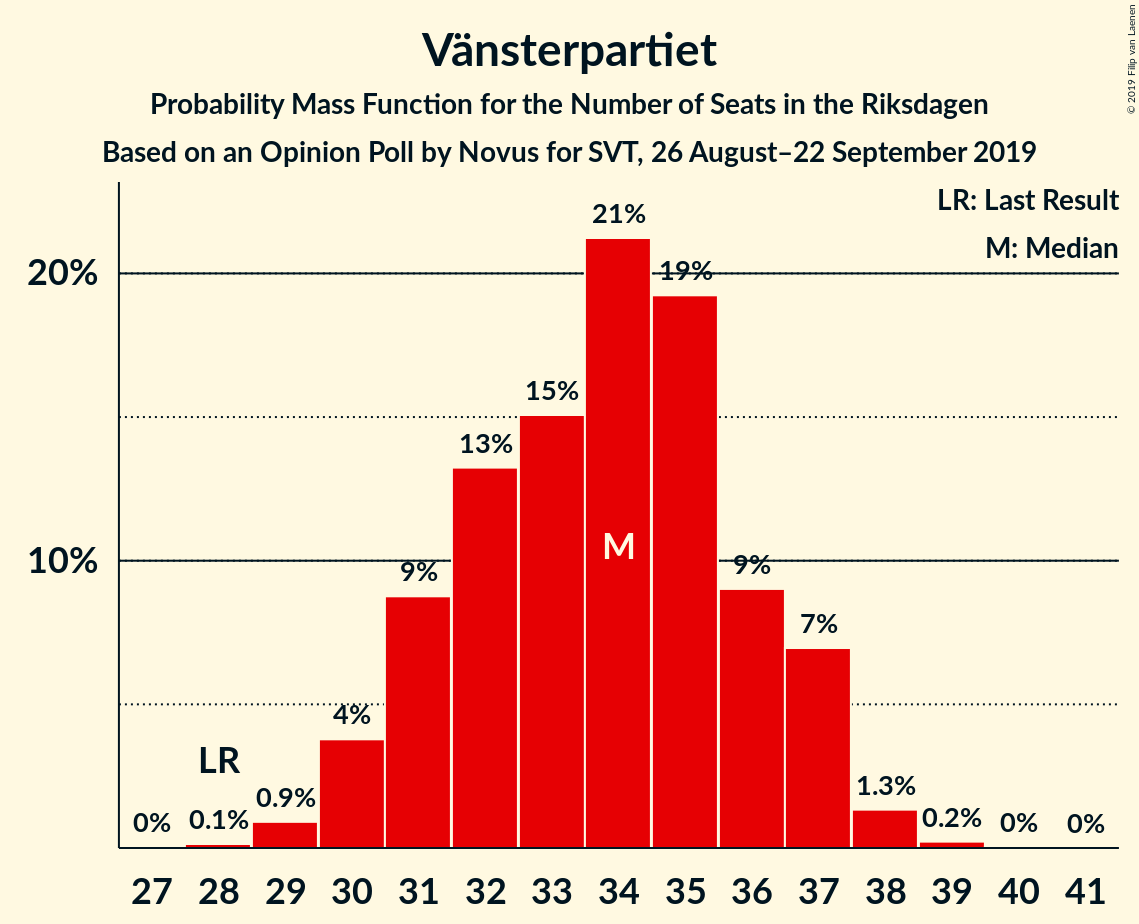 Vänsterpartiet
Probability Mass Function for the Number of Seats in the Riksdagen
Based on an Opinion Poll by Novus for SVT, 26 August–22 September 2019
© 2019 Filip van Laenen
LR: Last Result
M: Median
20%
10%
0% 0.1% 0.9% 4% 9% 13% 15% 21% 19% 9% 7% 1.3% 0.2% 0% 0%
LR
M
27 28 29 30 31 32 33 34 35 36 37 38 39 40 41